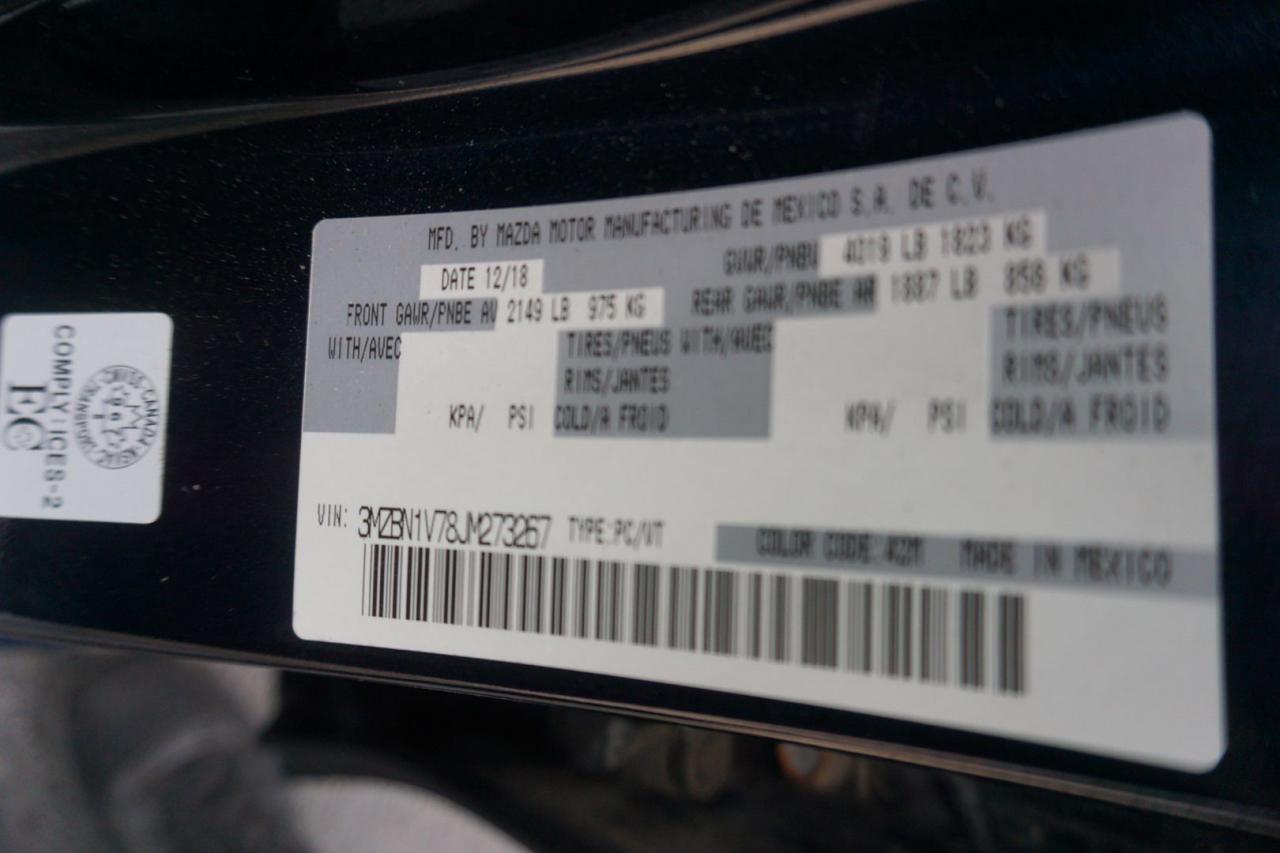 MFD. BY MAZDA MOTOR MANUFACTURING DE MEXICO S.A. DE C.V.
DATE 12/18 GVWR/PNBV 4019 LB 1823 KG
FRONT GAWR/PNBE AV 2149 LB 975 KG REAR GAWR/PNBE AR 1887 LB 856 KG
WITH/AVEC TIRES/PNEUS WITH/AVEC TIRES/PNEUS
RIMS/JANTES RIMS/JANTES
KPA/ PSI COLD/A FROID KPA/ PSI COLD/A FROID
VIN: 3MZBN1V78JM273267 TYPE:PC/VT COLOR CODE:42M MADE IN MEXICO
COMPLY:ICES-2
EC
CANADA
TRANSPORT